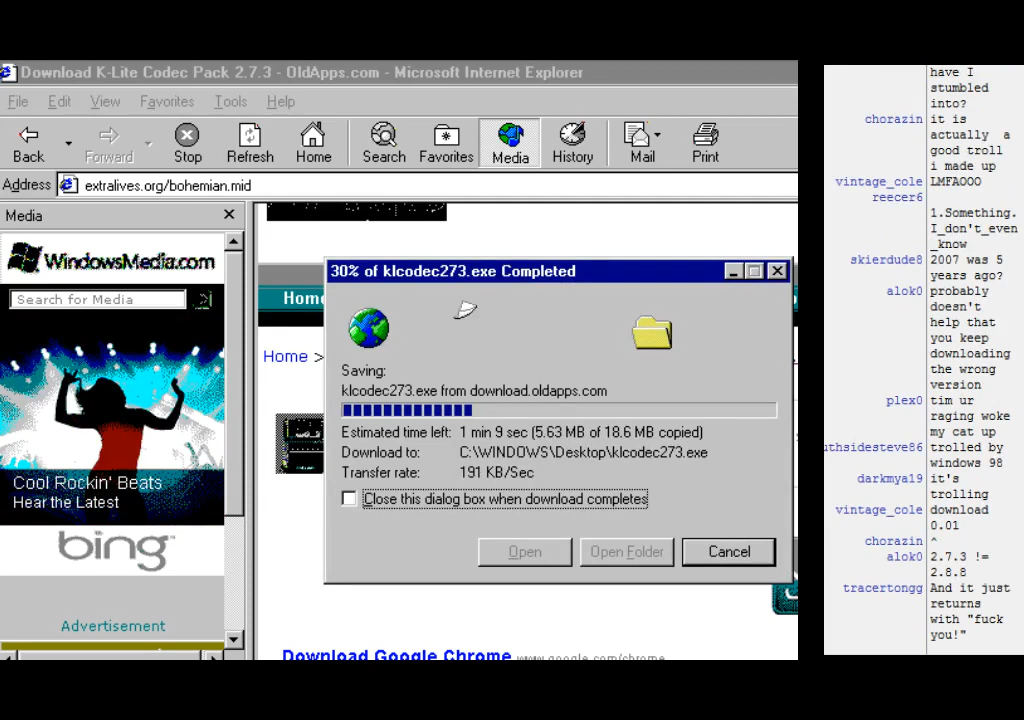 Download K-Lite Codec Pack 2.7.3 - OldApps.com - Microsoft Internet Explorer
File Edit View Favorites Tools Help
Back Forward Stop Refresh Home Search Favorites Media History Mail Print
Address extralives.org/bohemian.mid
Media
WindowsMedia.com
Search for Media
Cool Rockin' Beats
Hear the Latest
bing
Advertisement
Home
Home >
30% of klcodec273.exe Completed
Saving:
klcodec273.exe from download.oldapps.com
Estimated time left: 1 min 9 sec (5.63 MB of 18.6 MB copied)
Download to: C:\WINDOWS\Desktop\klcodec273.exe
Transfer rate: 191 KB/Sec
Close this dialog box when download completes
Open Open Folder Cancel
Download Google Chrome www.google.com/chrome
have I
stumbled
into?
chorazin it is
actually a
good troll
i made up
vintage_cole LMFAOOO
reecer6
1.Something.
I_don't_even
_know
skierdude8 2007 was 5
years ago?
alok0 probably
doesn't
help that
you keep
downloading
the wrong
version
plex0 tim ur
raging woke
my cat up
uthsidesteve86 trolled by
windows 98
darkmya19 it's
trolling
vintage_cole download
0.01
chorazin ^
alok0 2.7.3 !=
2.8.8
tracertongg And it just
returns
with "fuck
you!"